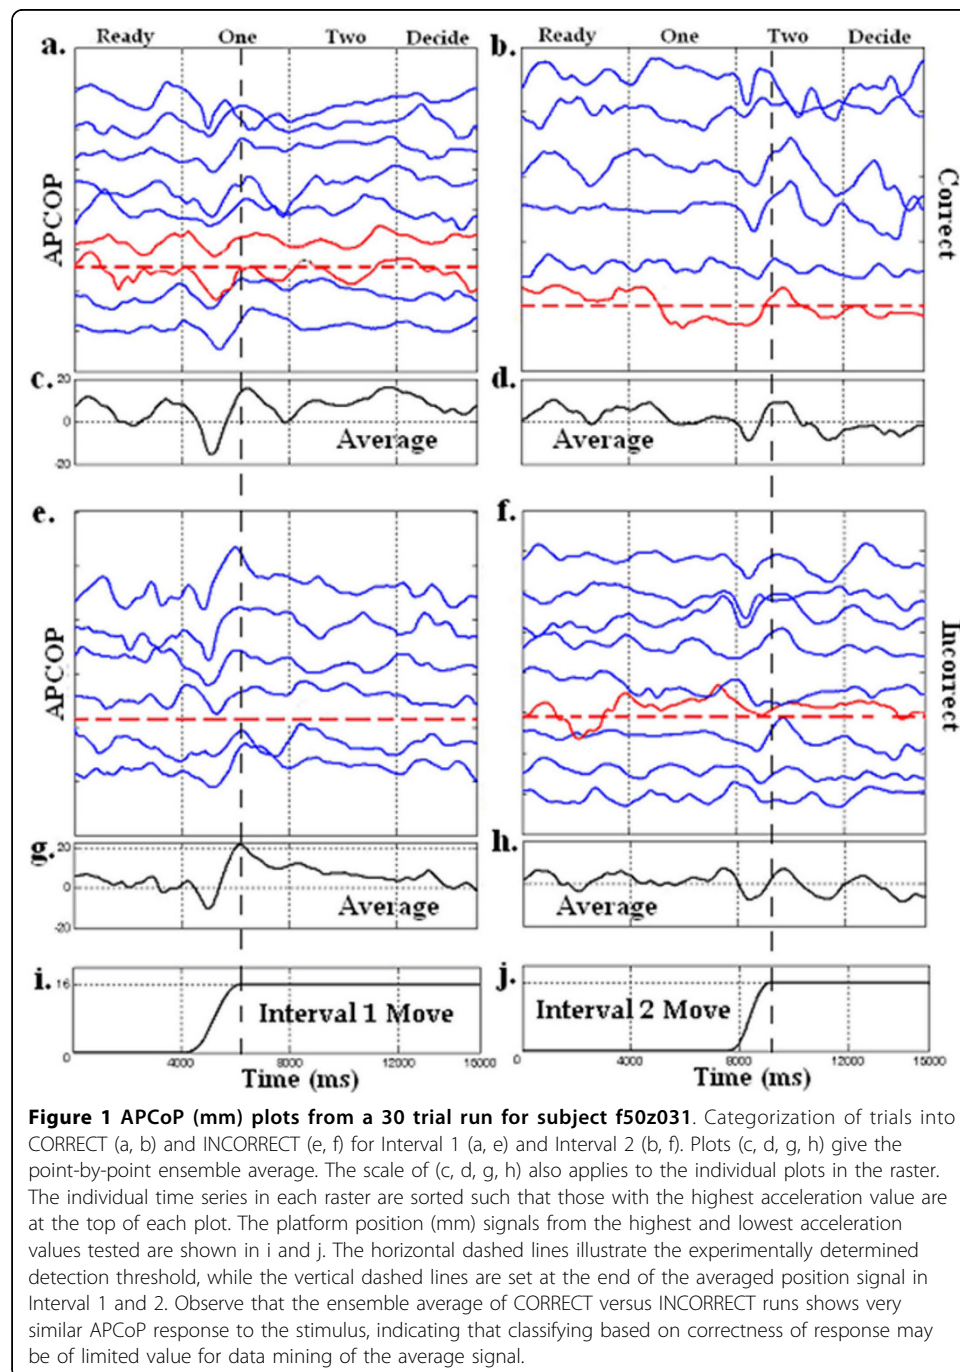 a. Ready One Two Decide
b. Ready One Two Decide
APCOP
Correct
c. 20
0
-20
Average
d.
Average
e.
APCOP
f.
Incorrect
g. 20
0
-20
Average
h.
Average
i. 16
0
Interval 1 Move
4000 8000 12000 16000
Time (ms)
j.
Interval 2 Move
0 4000 8000 12000 16000
Time (ms)
Figure 1 APCoP (mm) plots from a 30 trial run for subject f50z031. Categorization of trials into
CORRECT (a, b) and INCORRECT (e, f) for Interval 1 (a, e) and Interval 2 (b, f). Plots (c, d, g, h) give the
point-by-point ensemble average. The scale of (c, d, g, h) also applies to the individual plots in the raster.
The individual time series in each raster are sorted such that those with the highest acceleration value are
at the top of each plot. The platform position (mm) signals from the highest and lowest acceleration
values tested are shown in i and j. The horizontal dashed lines illustrate the experimentally determined
detection threshold, while the vertical dashed lines are set at the end of the averaged position signal in
Interval 1 and 2. Observe that the ensemble average of CORRECT versus INCORRECT runs shows very
similar APCoP response to the stimulus, indicating that classifying based on correctness of response may
be of limited value for data mining of the average signal.